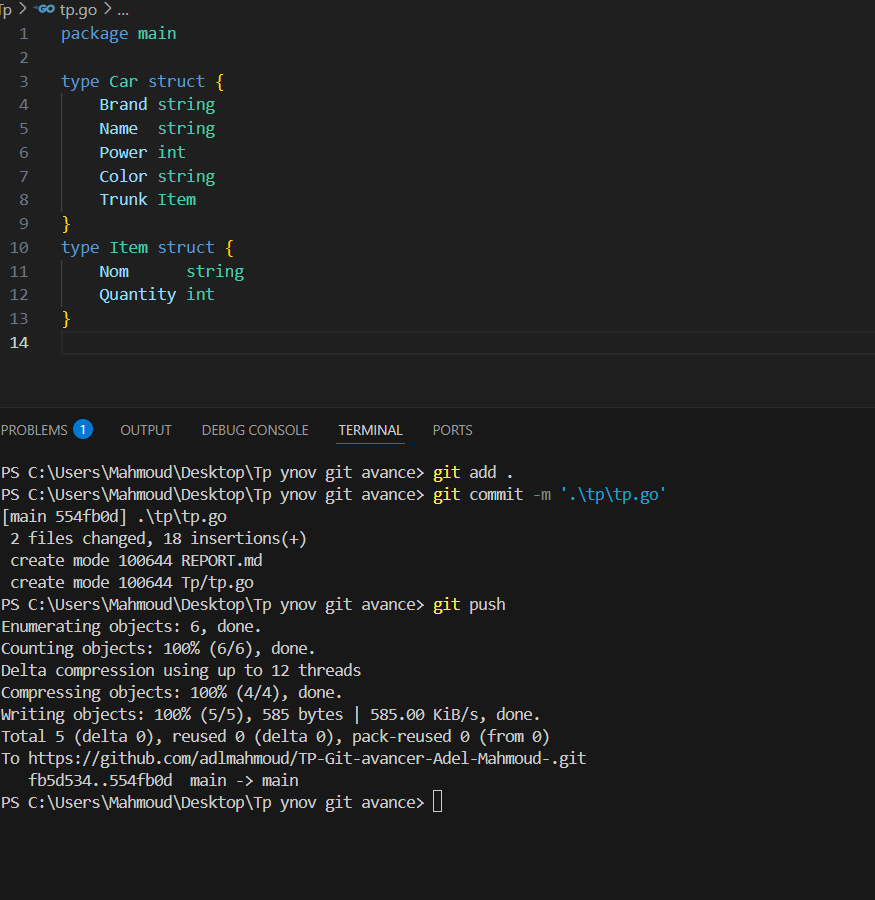 Tp > GO tp.go > ...
1 package main
2
3 type Car struct {
4     Brand string
5     Name  string
6     Power int
7     Color string
8     Trunk Item
9 }
10 type Item struct {
11     Nom      string
12     Quantity int
13 }
14
PROBLEMS 1 OUTPUT DEBUG CONSOLE TERMINAL PORTS
PS C:\Users\Mahmoud\Desktop\Tp ynov git avance> git add .
PS C:\Users\Mahmoud\Desktop\Tp ynov git avance> git commit -m '.\tp\tp.go'
[main 554fb0d] .\tp\tp.go
 2 files changed, 18 insertions(+)
 create mode 100644 REPORT.md
 create mode 100644 Tp/tp.go
PS C:\Users\Mahmoud\Desktop\Tp ynov git avance> git push
Enumerating objects: 6, done.
Counting objects: 100% (6/6), done.
Delta compression using up to 12 threads
Compressing objects: 100% (4/4), done.
Writing objects: 100% (5/5), 585 bytes | 585.00 KiB/s, done.
Total 5 (delta 0), reused 0 (delta 0), pack-reused 0 (from 0)
To https://github.com/adlmahmoud/TP-Git-avancer-Adel-Mahmoud-.git
   fb5d534..554fb0d  main -> main
PS C:\Users\Mahmoud\Desktop\Tp ynov git avance>